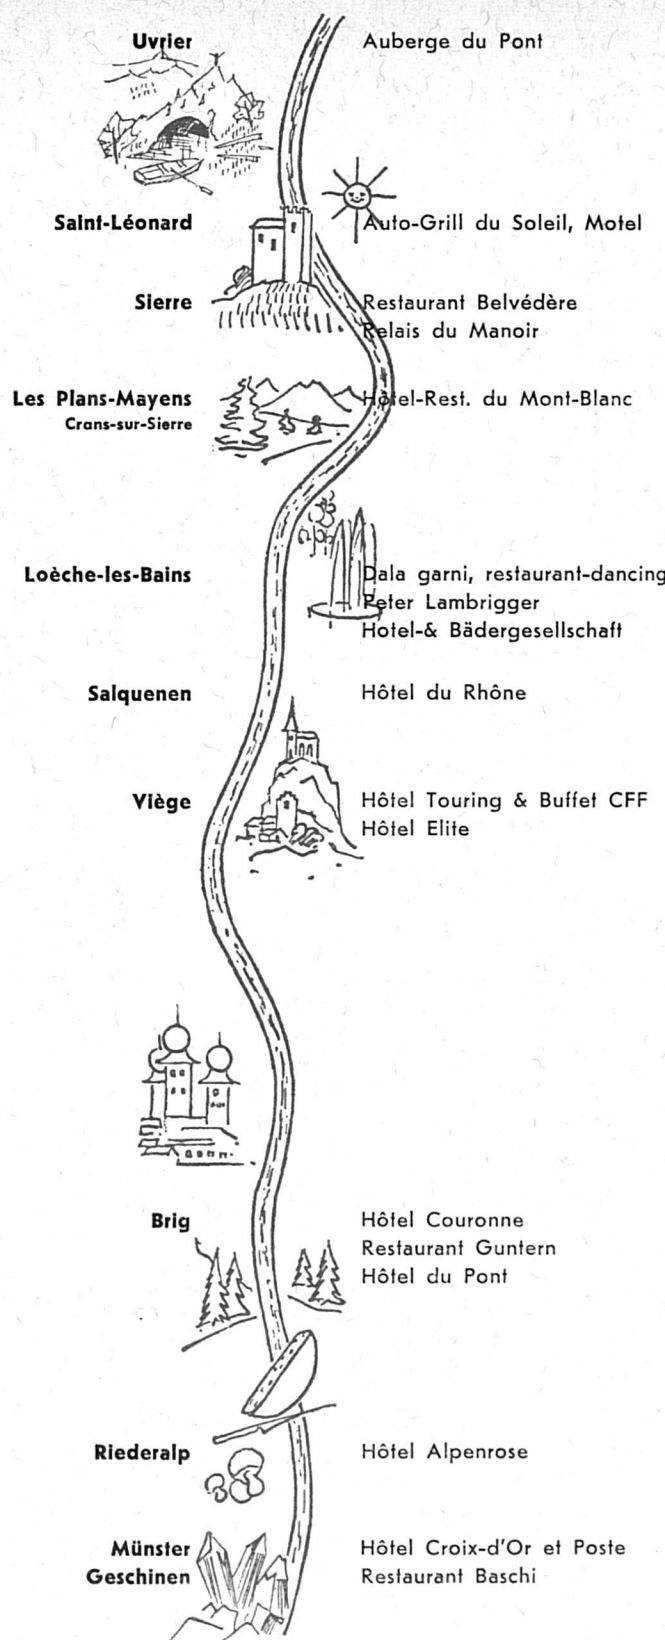 Uvrier Auberge du Pont
Saint-Léonard Auto-Grill du Soleil, Motel
Sierre Restaurant Belvédère
Relais du Manoir
Les Plans-Mayens Hôtel-Rest. du Mont-Blanc
Crans-sur-Sierre
Loèche-les-Bains Dala garni, restaurant-dancing
Peter Lambrigger
Hotel-& Bädergesellschaft
Salquenen Hôtel du Rhône
Viège Hôtel Touring & Buffet CFF
Hôtel Elite
Brig Hôtel Couronne
Restaurant Guntern
Hôtel du Pont
Riederalp Hôtel Alpenrose
Münster Hôtel Croix-d'Or et Poste
Geschinen Restaurant Baschi